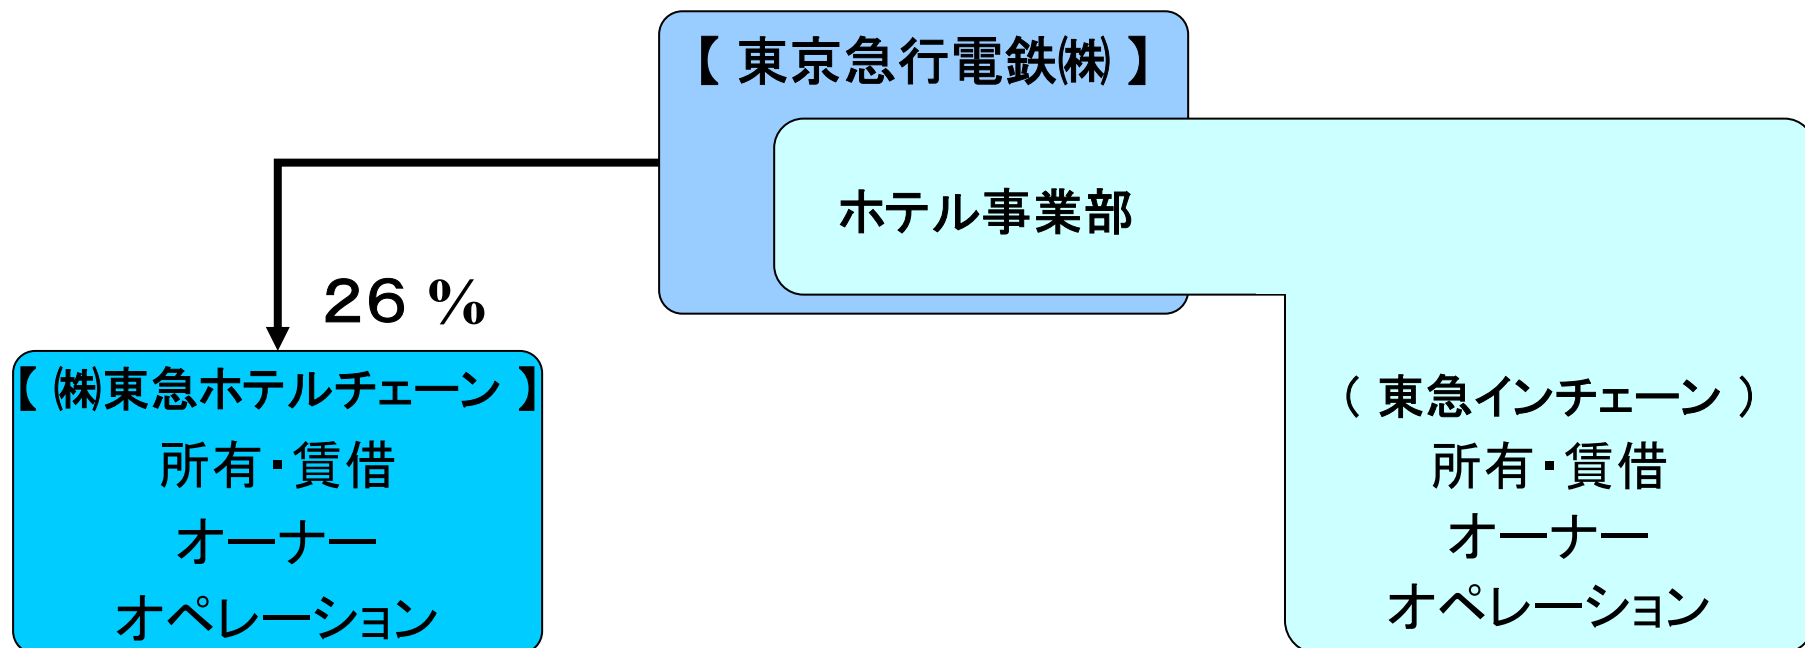 【 東京急行電鉄㈱ 】
ホテル事業部
26 %
【 ㈱東急ホテルチェーン 】
所有・賃借
オーナー
オペレーション
( 東急インチェーン )
所有・賃借
オーナー
オペレーション